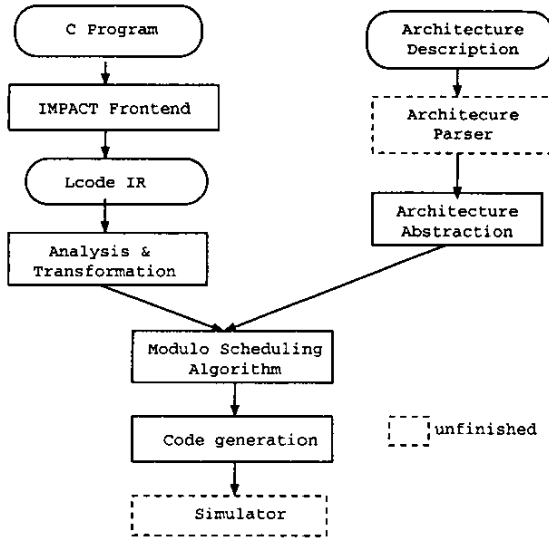 C Program
IMPACT Frontend
Lcode IR
Analysis &
Transformation
Architecture
Description
Architecure
Parser
Architecture
Abstraction
Modulo Scheduling
Algorithm
Code generation
Simulator
unfinished